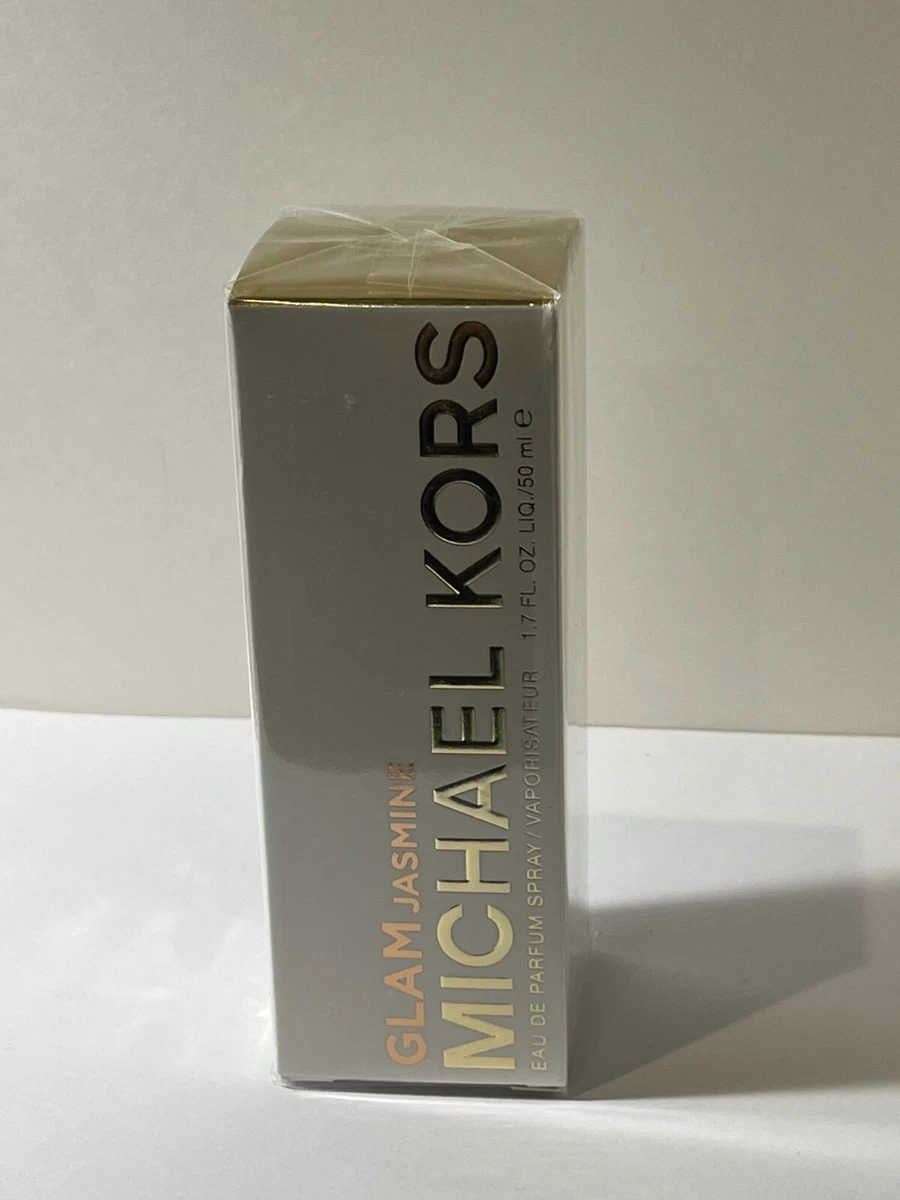 GLAM JASMINE
MICHAEL KORS
EAU DE PARFUM SPRAY / VAPORISATEUR 1.7 FL. OZ. LIQ./50 ml ℮